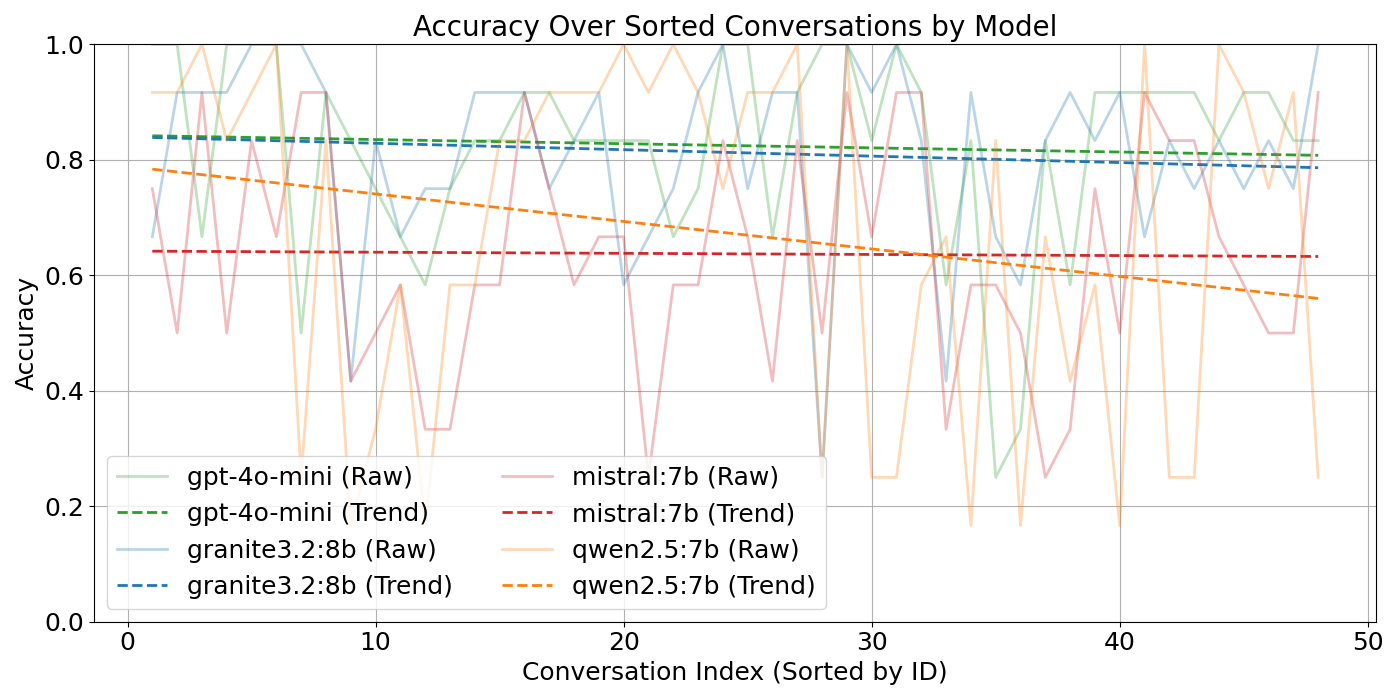 Accuracy Over Sorted Conversations by Model
Accuracy
1.0
0.8
0.6
0.4
0.2
0.0
gpt-4o-mini (Raw)
gpt-4o-mini (Trend)
granite3.2:8b (Raw)
granite3.2:8b (Trend)
mistral:7b (Raw)
mistral:7b (Trend)
qwen2.5:7b (Raw)
qwen2.5:7b (Trend)
0 10 20 30 40 50
Conversation Index (Sorted by ID)